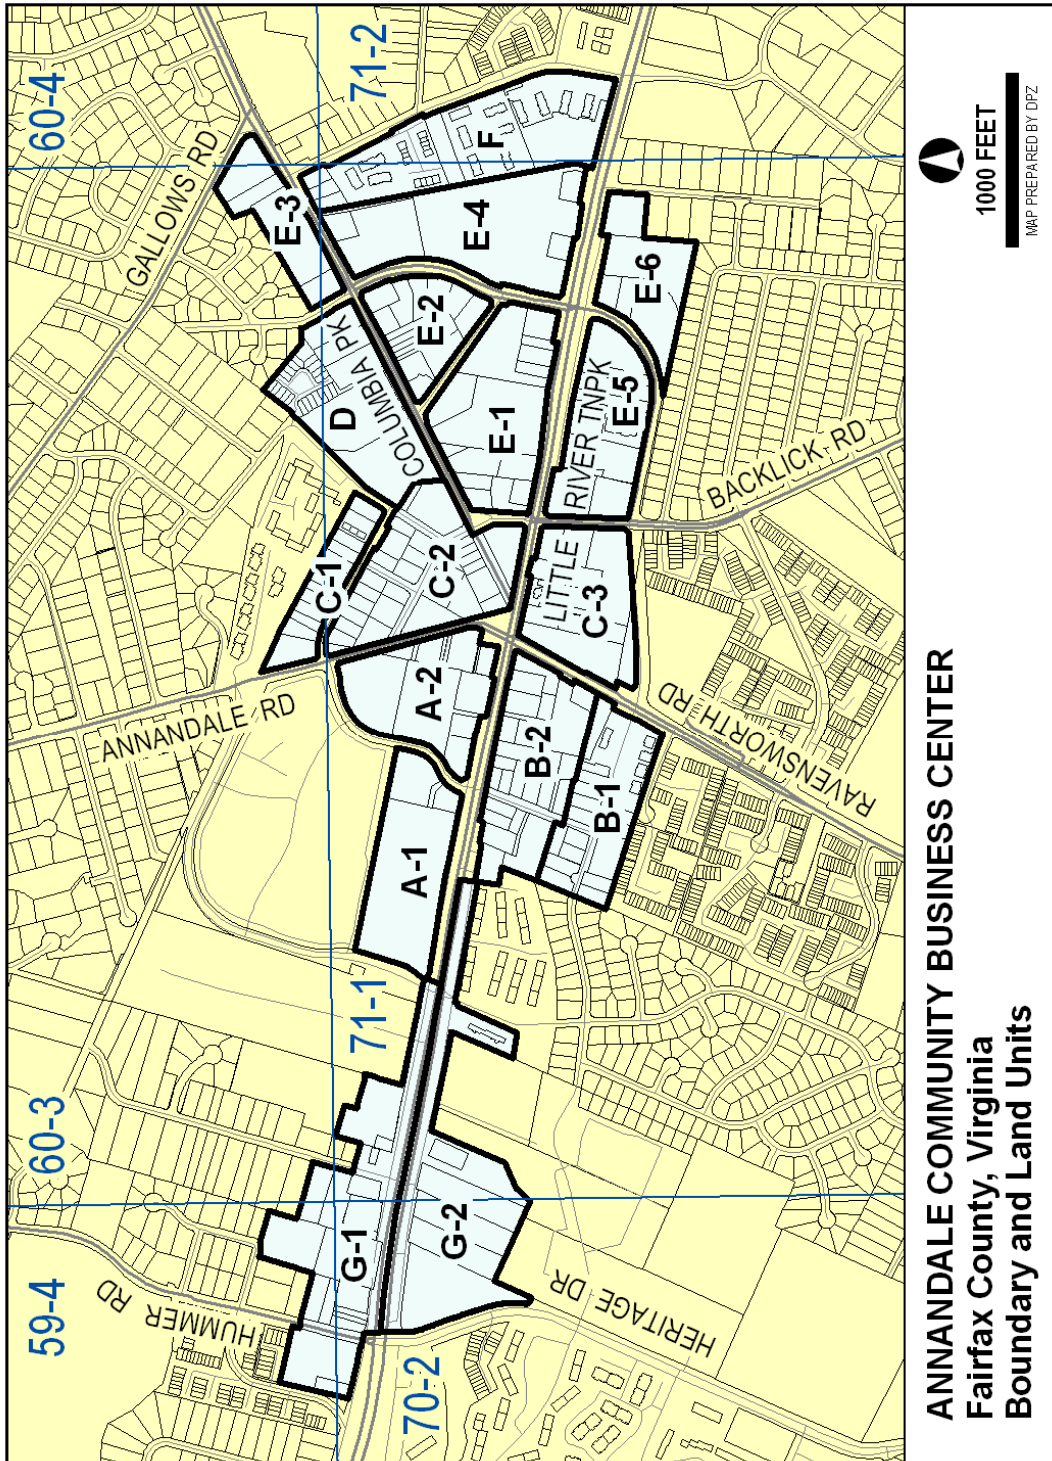 59-4
60-3
60-4
HUMMER RD
ANNANDALE RD
GALLOWS RD
70-2
71-1
71-2
G-1
G-2
HERITAGE DR
A-1
A-2
B-1
B-2
C-1
C-2
C-3
D
COLUMBIA PK
E-1
E-2
E-3
E-4
E-5
E-6
F
LITTLE RIVER TNPK
RAVENSWORTH RD
BACKLICK RD
ANNANDALE COMMUNITY BUSINESS CENTER
Fairfax County, Virginia
Boundary and Land Units
1000 FEET
MAP PREPARED BY DPZ